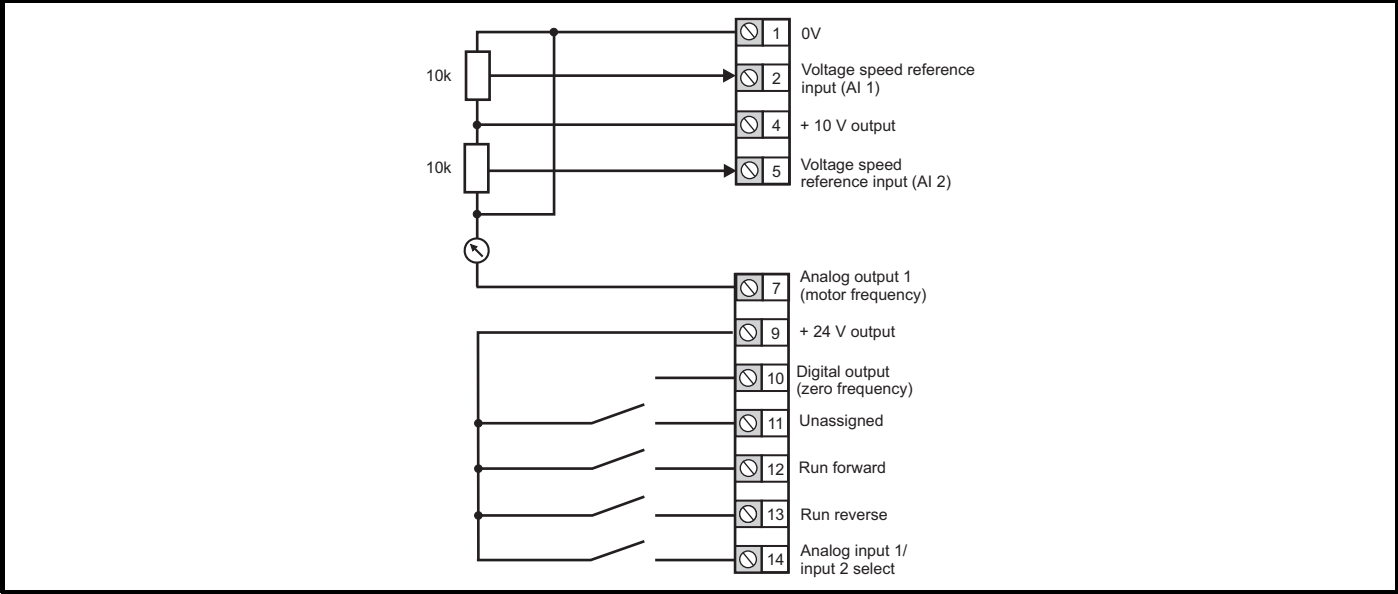 1 0V
10k
2 Voltage speed reference
input (AI 1)
4 + 10 V output
10k
5 Voltage speed
reference input (AI 2)
7 Analog output 1
(motor frequency)
9 + 24 V output
10 Digital output
(zero frequency)
11 Unassigned
12 Run forward
13 Run reverse
14 Analog input 1/
input 2 select